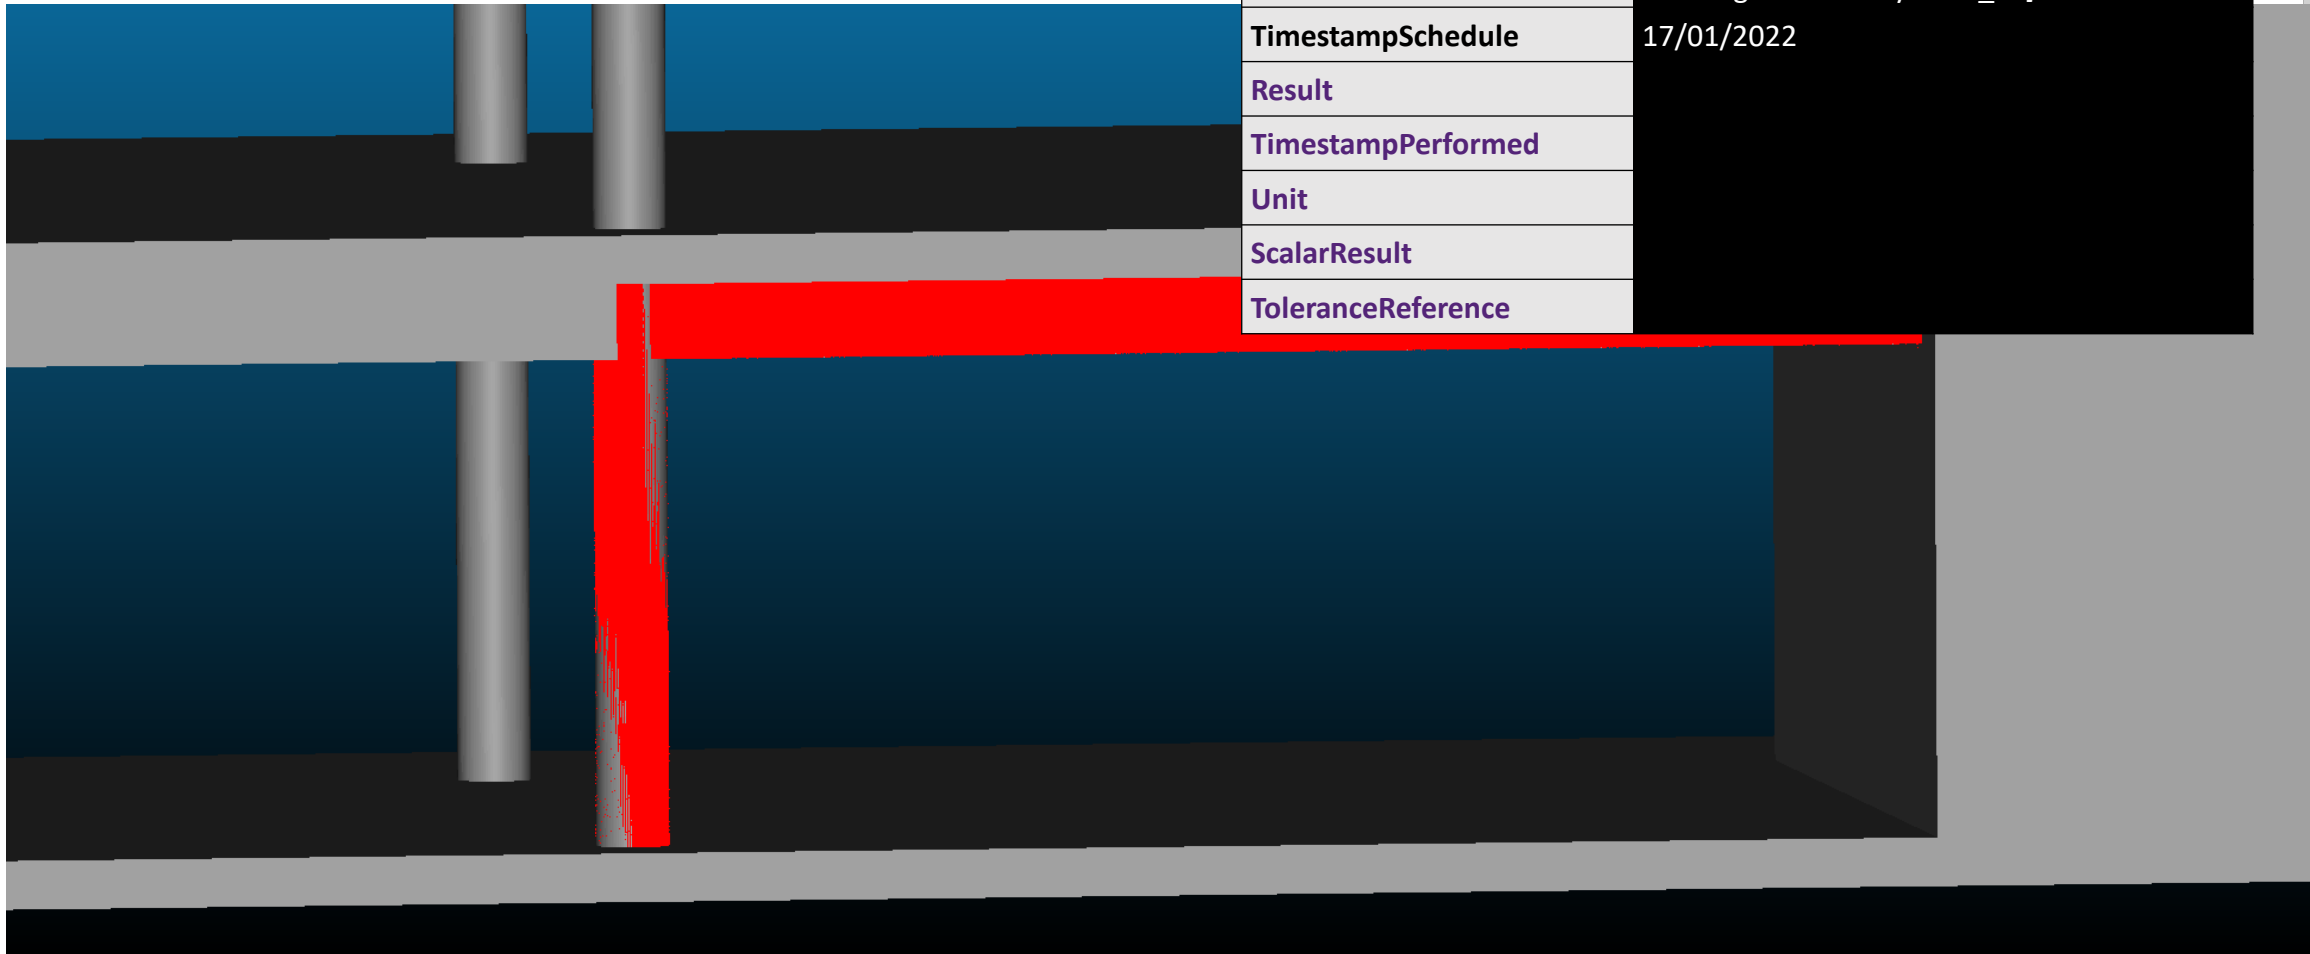 TimestampSchedule 17/01/2022
Result
TimestampPerformed
Unit
ScalarResult
ToleranceReference